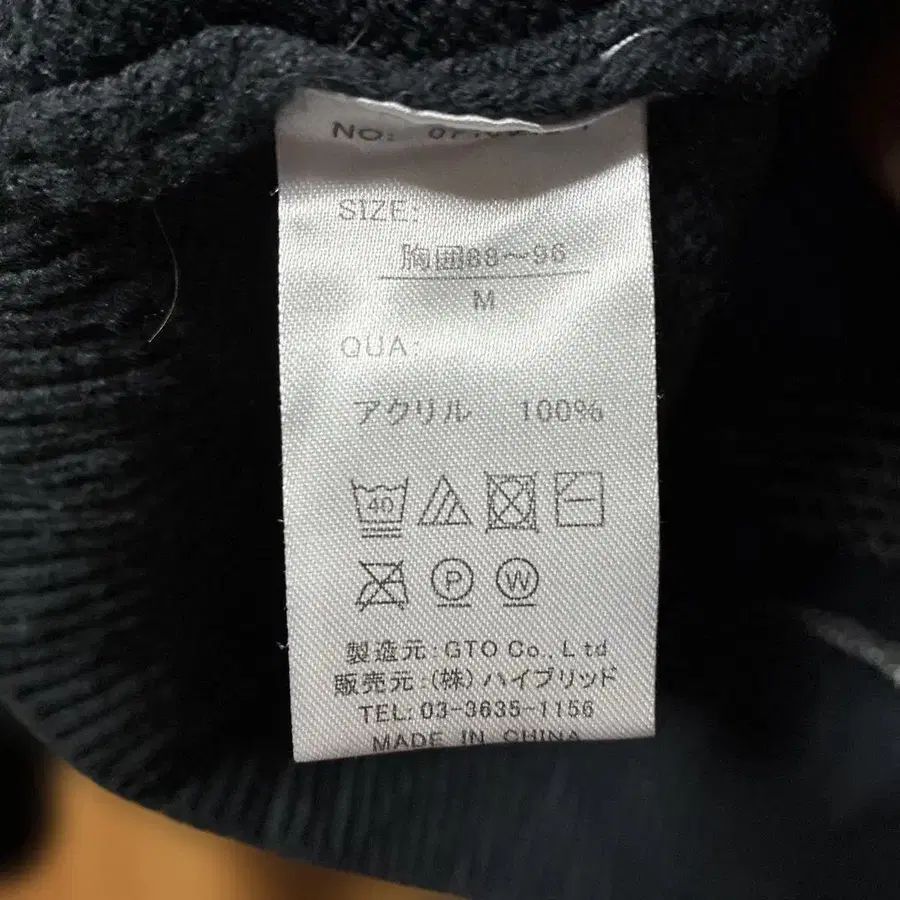 NO:
SIZE:
胸囲88～96
M
QUA:
アクリル 100%
40
P W
製造元:GTO Co.,Ltd
販売元:(株)ハイブリッド
TEL:03-3635-1156
MADE IN CHINA